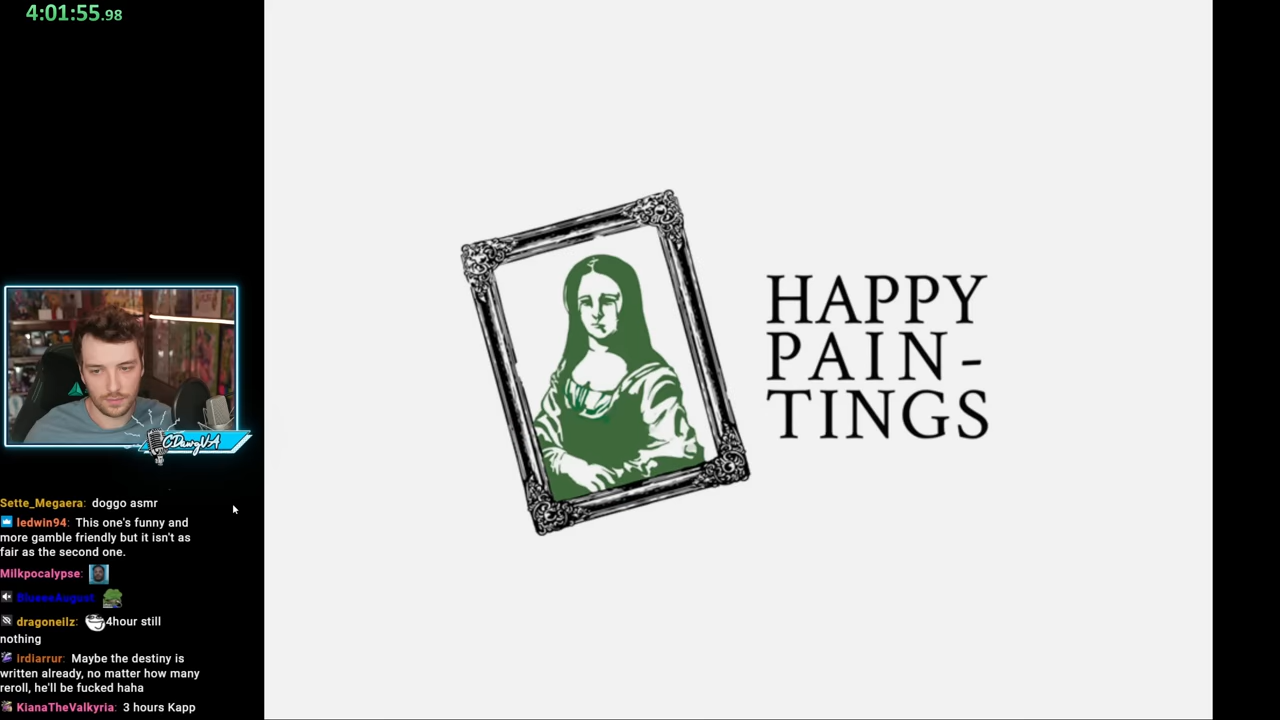 4:01:55.98
HAPPY
PAIN-
TINGS
CDawgVA
Sette_Megaera: doggo asmr
ledwin94: This one's funny and
more gamble friendly but it isn't as
fair as the second one.
Milkpocalypse:
BlueeeAugust
dragoneilz: 4hour still
nothing
irdiarrur: Maybe the destiny is
written already, no matter how many
reroll, he'll be fucked haha
KianaTheValkyria: 3 hours Kapp